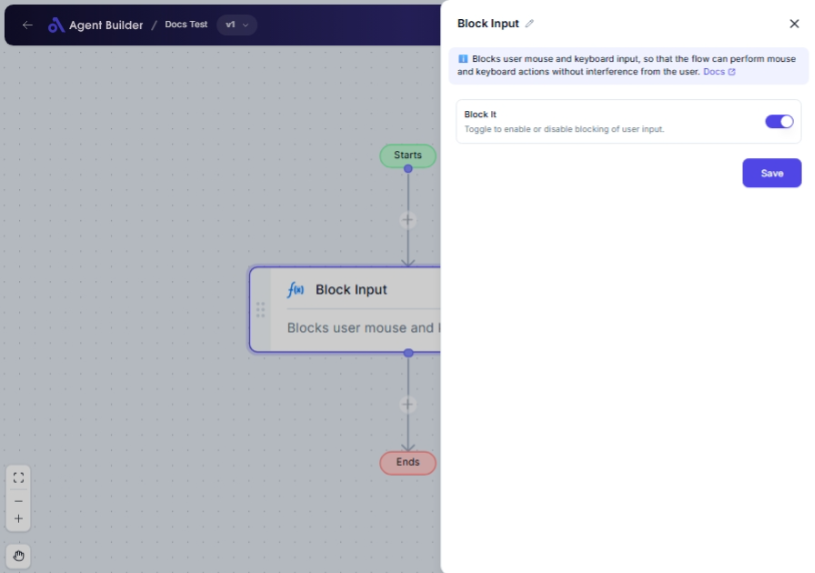 Agent Builder / Docs Test v1
Block Input
Blocks user mouse and keyboard input, so that the flow can perform mouse
and keyboard actions without interference from the user. Docs
Block It
Toggle to enable or disable blocking of user input.
Save
Starts
f(x) Block Input
Blocks user mouse and
Ends